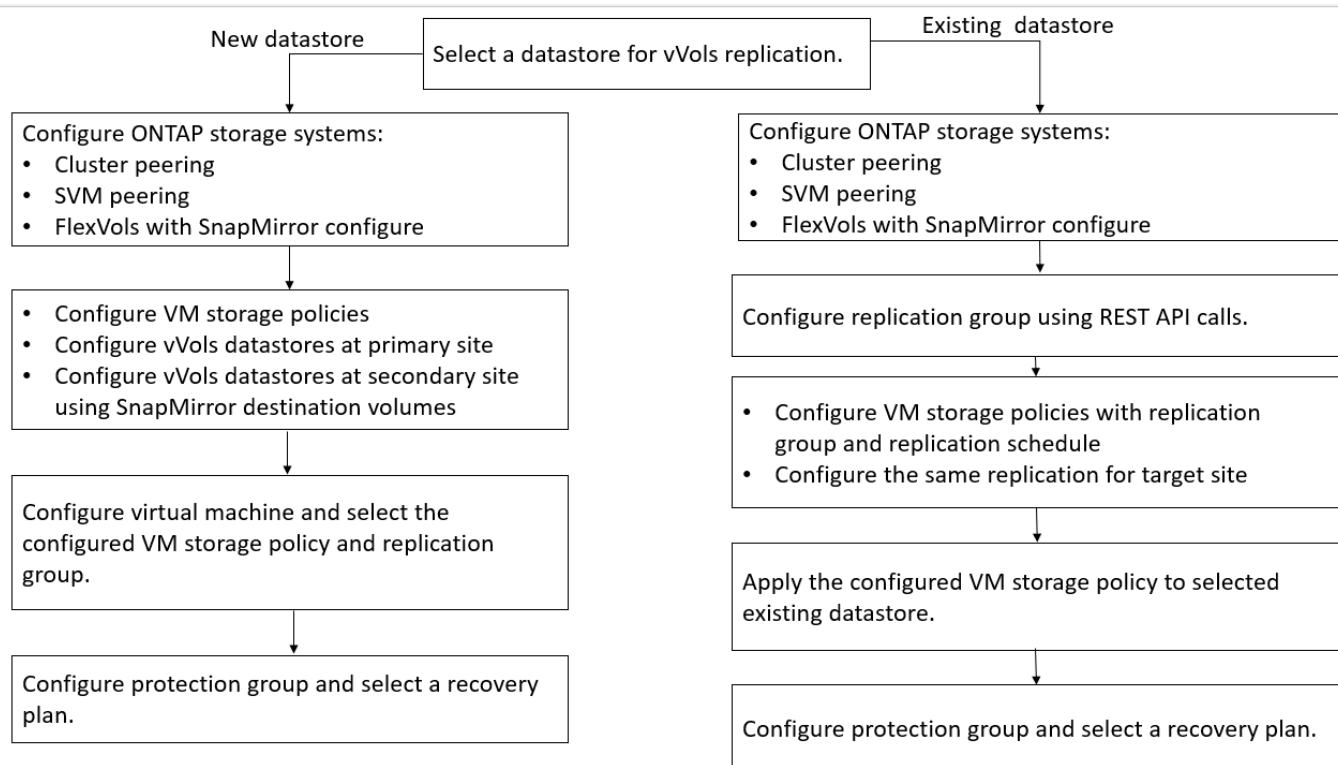 New datastore
Select a datastore for vVols replication.
Existing datastore
Configure ONTAP storage systems:
• Cluster peering
• SVM peering
• FlexVols with SnapMirror configure
• Configure VM storage policies
• Configure vVols datastores at primary site
• Configure vVols datastores at secondary site
using SnapMirror destination volumes
Configure virtual machine and select the
configured VM storage policy and replication
group.
Configure protection group and select a recovery
plan.
Configure ONTAP storage systems:
• Cluster peering
• SVM peering
• FlexVols with SnapMirror configure
Configure replication group using REST API calls.
• Configure VM storage policies with replication
group and replication schedule
• Configure the same replication for target site
Apply the configured VM storage policy to selected
existing datastore.
Configure protection group and select a recovery plan.